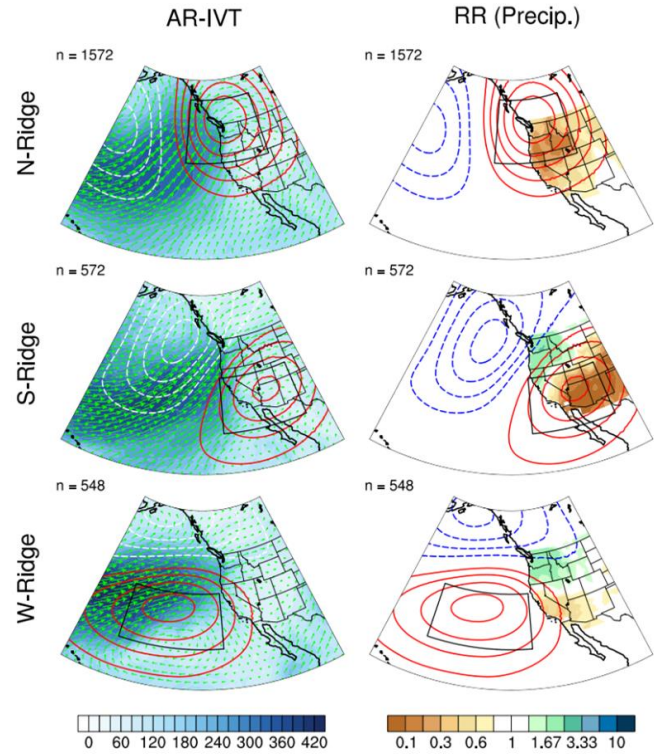 AR-IVT
RR (Precip.)
N-Ridge
n = 1572
n = 1572
S-Ridge
n = 572
n = 572
W-Ridge
n = 548
n = 548
0 60 120 180 240 300 360 420
0.1 0.3 0.6 1 1.67 3.33 10